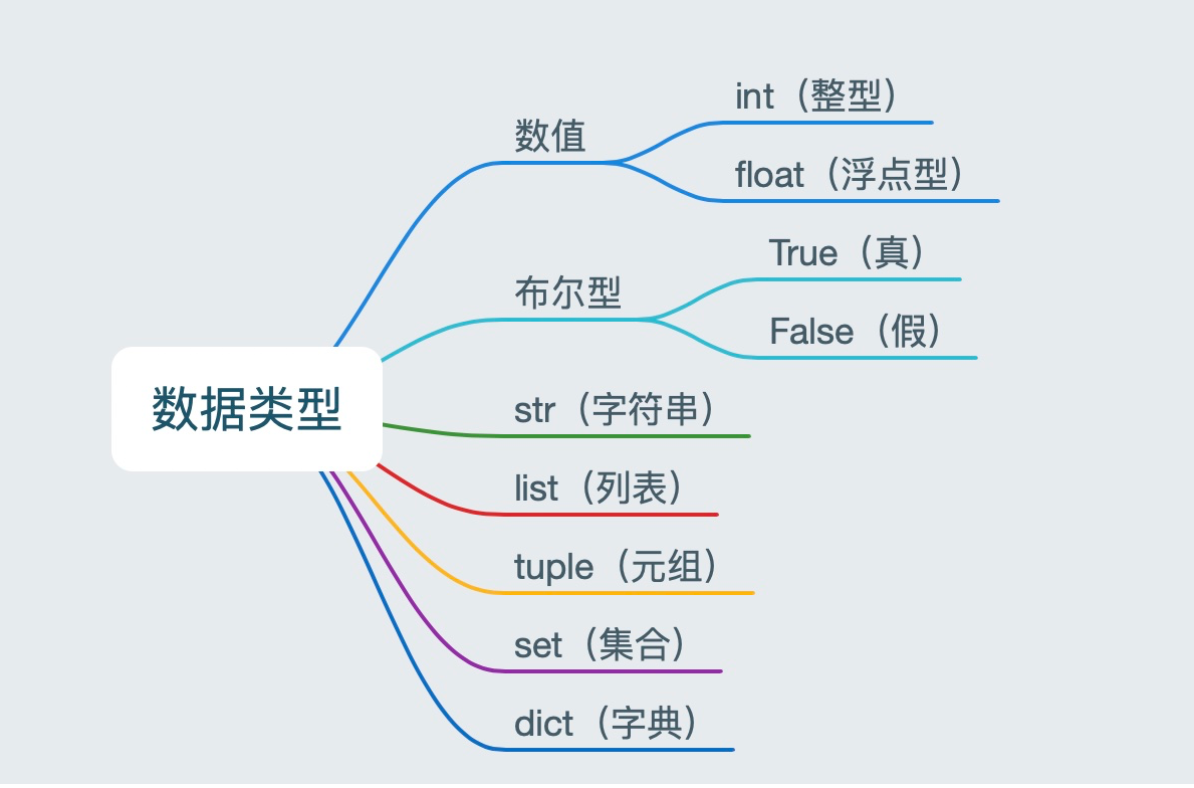 int（整型）
数值
float（浮点型）
True（真）
布尔型
False（假）
数据类型
str（字符串）
list（列表）
tuple（元组）
set（集合）
dict（字典）